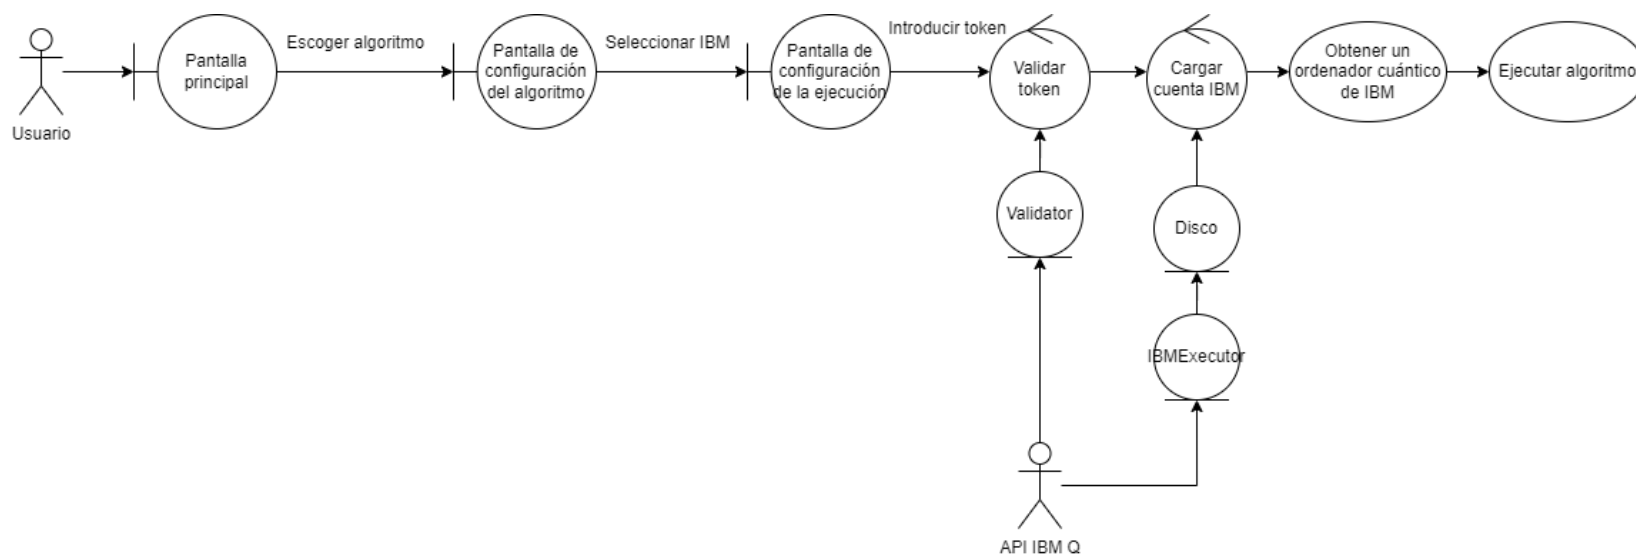 Usuario
Pantalla
principal
Escoger algoritmo
Pantalla de
configuración
del algoritmo
Seleccionar IBM
Pantalla de
configuración
de la ejecución
Introducir token
Validar
token
Cargar
cuenta IBM
Obtener un
ordenador cuántico
de IBM
Ejecutar algoritmo
Validator
Disco
IBMExecutor
API IBM Q